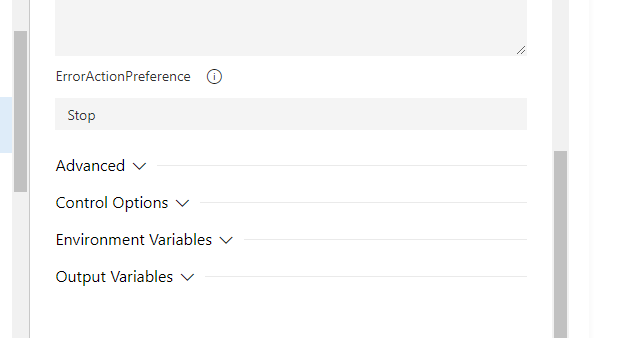 ErrorActionPreference
Stop
Advanced
Control Options
Environment Variables
Output Variables